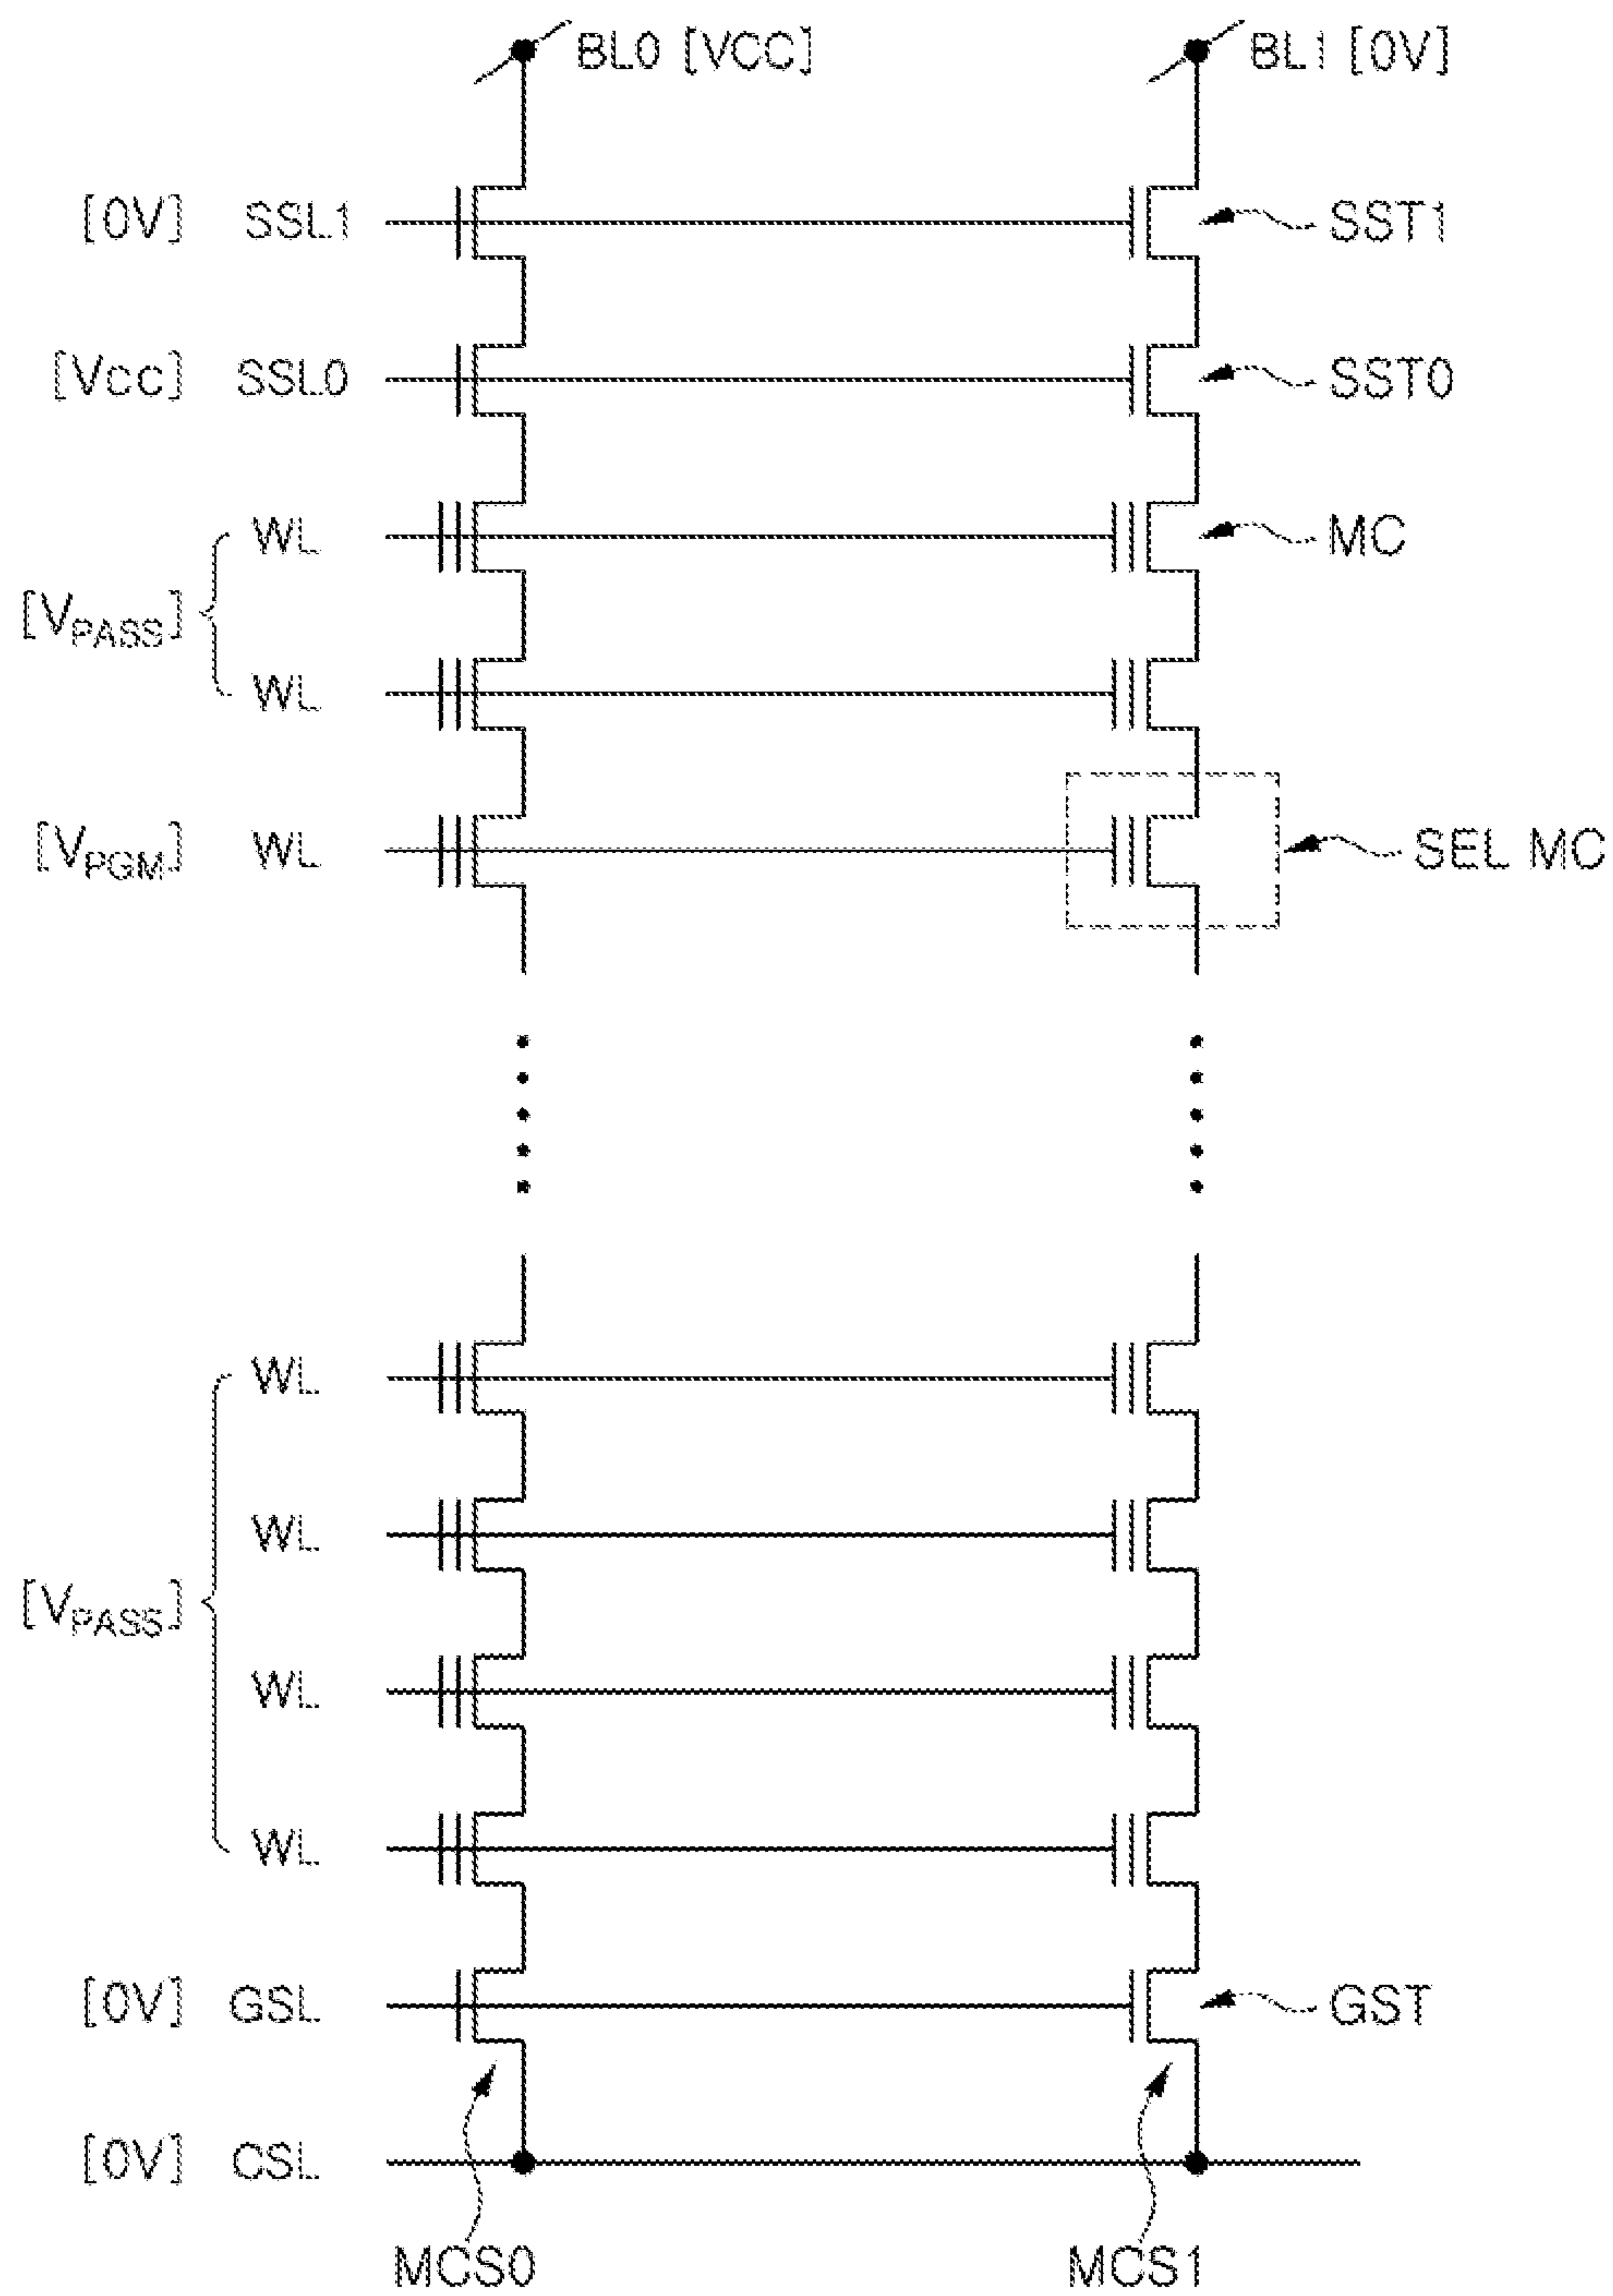 BL0 [VCC] BL1 [0V]
[0V] SSL1 SST1
[Vcc] SSL0 SST0
WL MC
[VPASS]
WL
[VPGM] WL SEL MC
WL
WL
[VPASS]
WL
WL
[0V] GSL GST
[0V] CSL
MCS0 MCS1